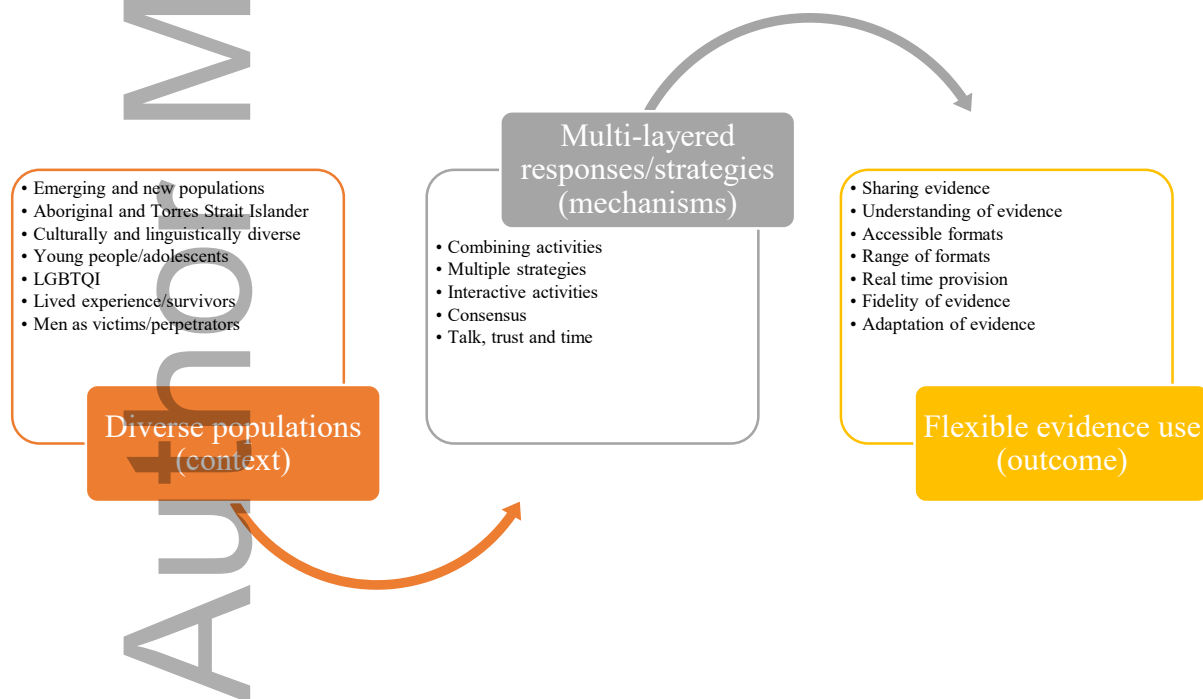 Author M
• Emerging and new populations
• Aboriginal and Torres Strait Islander
• Culturally and linguistically diverse
• Young people/adolescents
• LGBTQI
• Lived experience/survivors
• Men as victims/perpetrators
Diverse populations
(context)
Multi-layered
responses/strategies
(mechanisms)
• Combining activities
• Multiple strategies
• Interactive activities
• Consensus
• Talk, trust and time
• Sharing evidence
• Understanding of evidence
• Accessible formats
• Range of formats
• Real time provision
• Fidelity of evidence
• Adaptation of evidence
Flexible evidence use
(outcome)